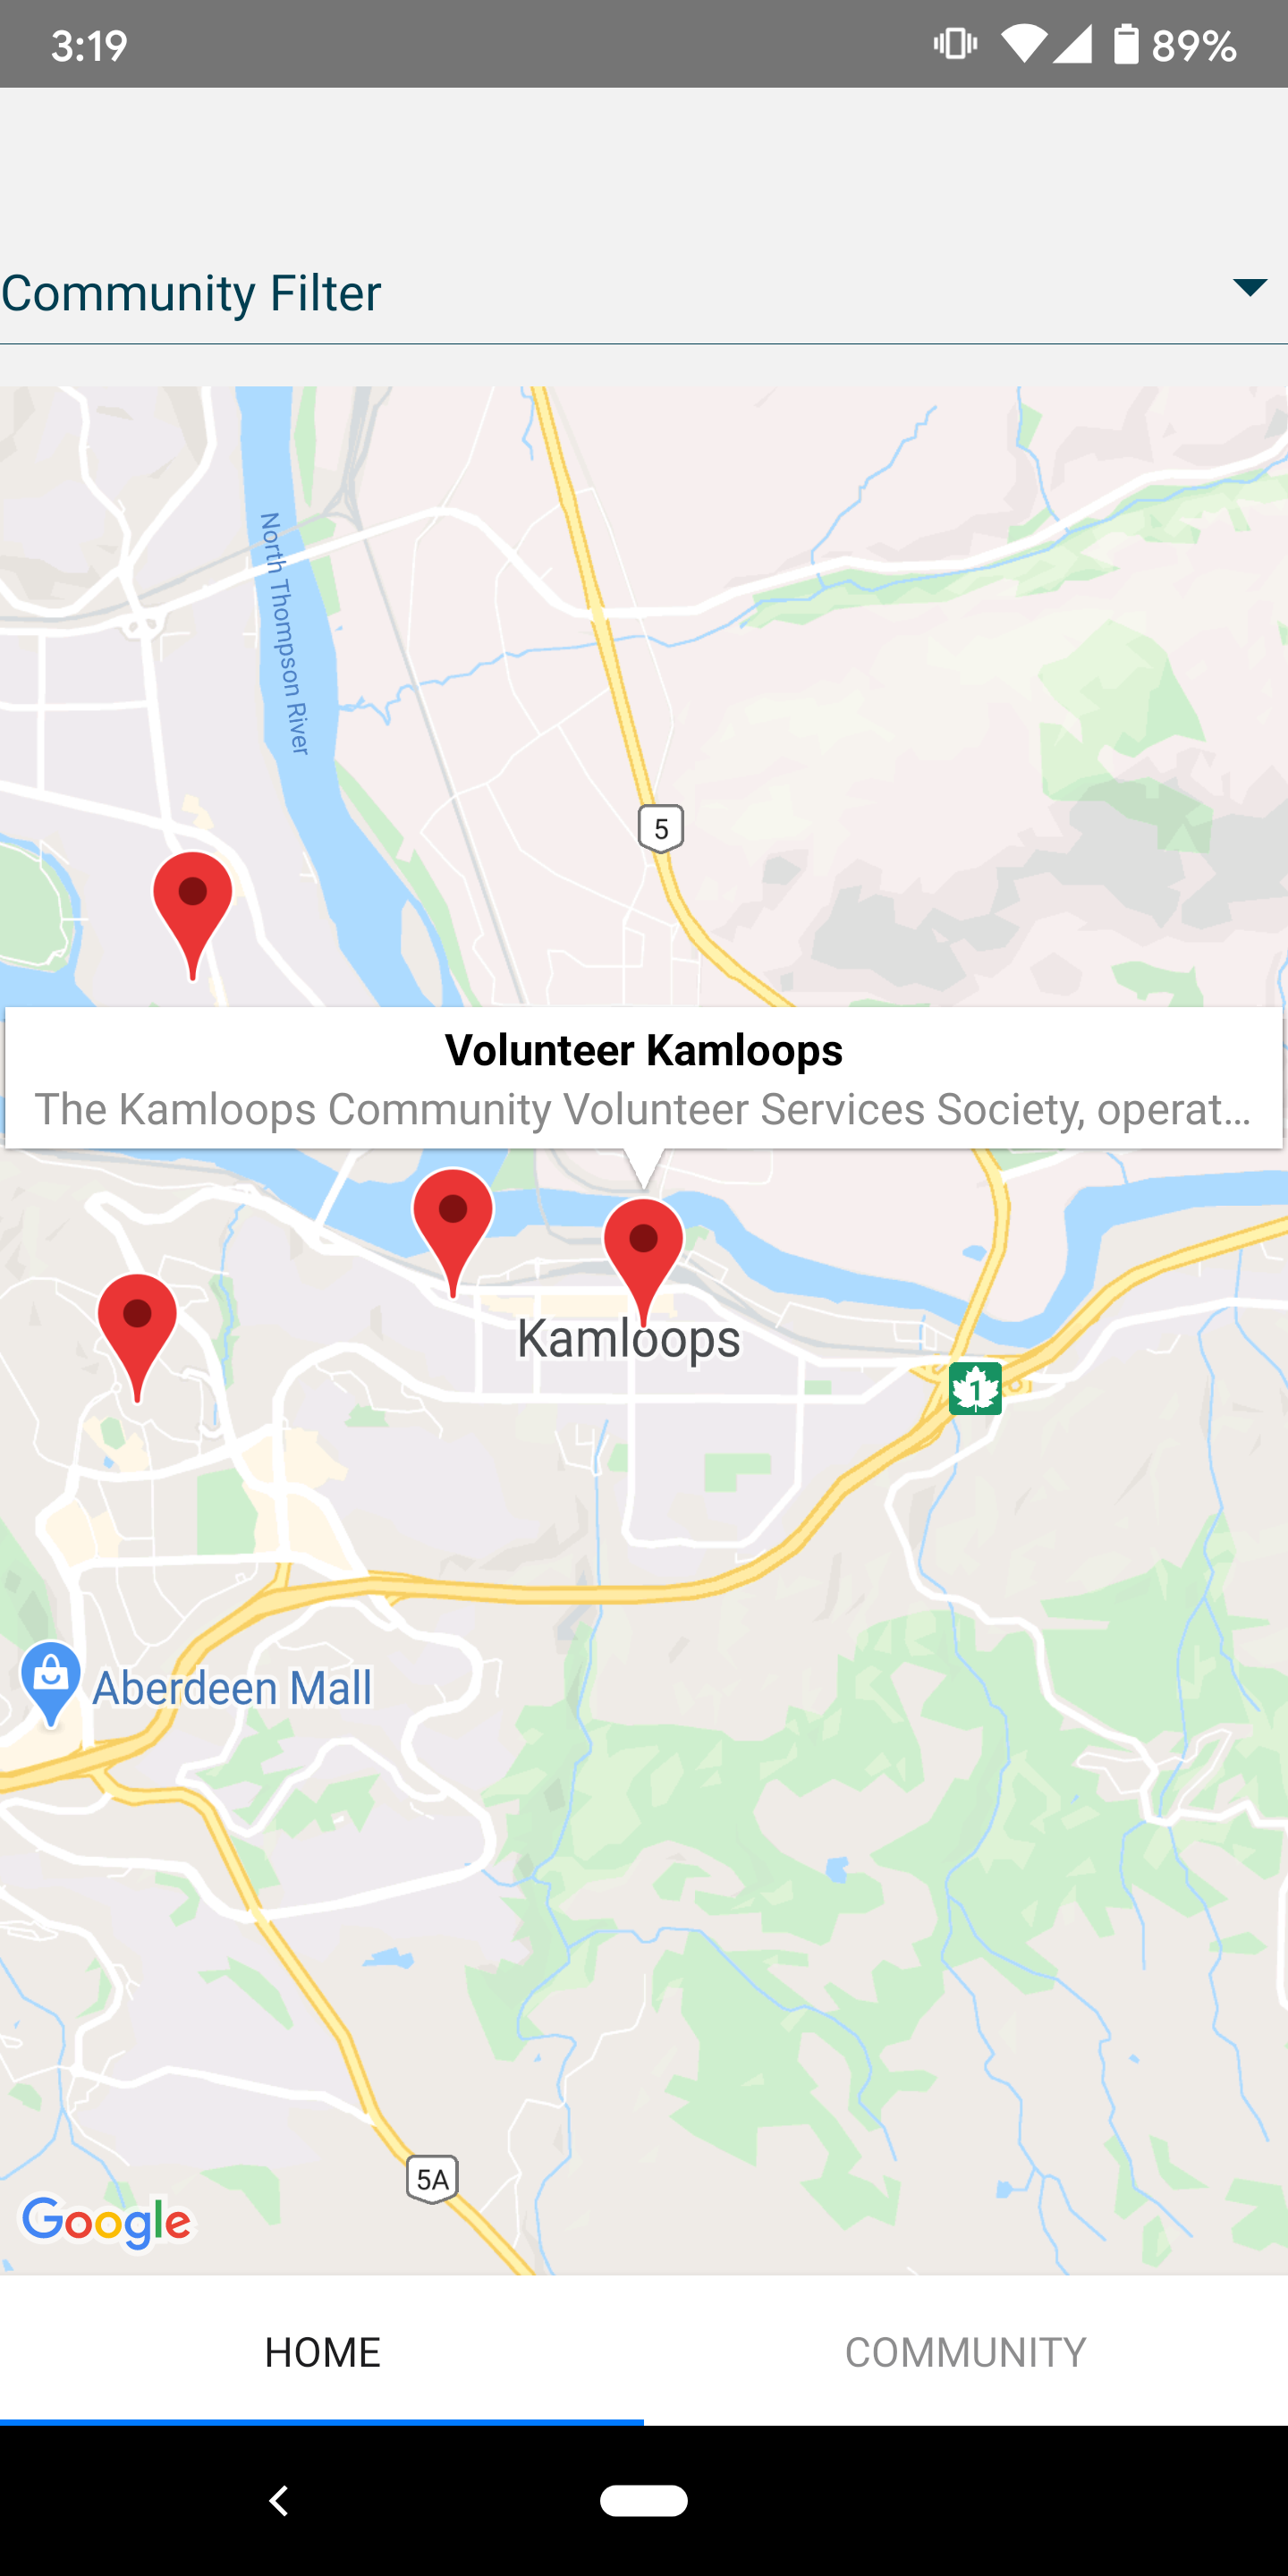 3:19
89%
Community Filter
North Thompson River
5
Volunteer Kamloops
The Kamloops Community Volunteer Services Society, operat...
Kamloops
1
Aberdeen Mall
5A
Google
HOME
COMMUNITY